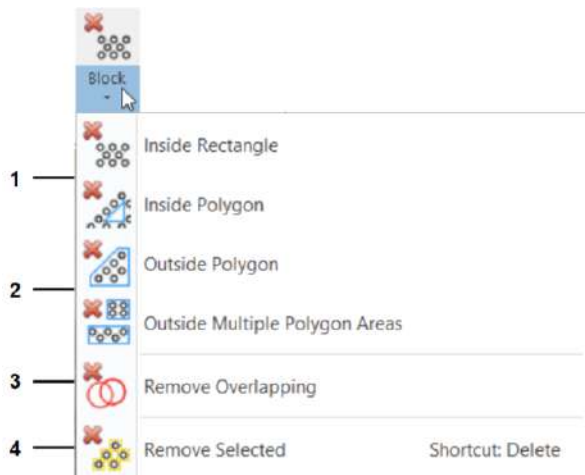 Block
Inside Rectangle
1
Inside Polygon
Outside Polygon
2
Outside Multiple Polygon Areas
3 Remove Overlapping
4 Remove Selected Shortcut: Delete